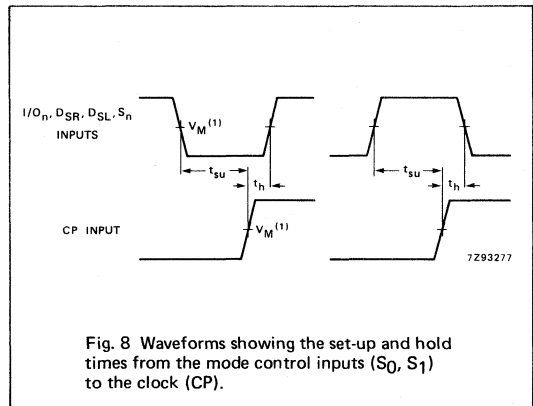 I/On, DSR, DSL, Sn
INPUTS
VM(1)
tsu
th
tsu
th
CP INPUT
VM(1)
7Z93277
Fig. 8 Waveforms showing the set-up and hold
times from the mode control inputs (S0, S1)
to the clock (CP).